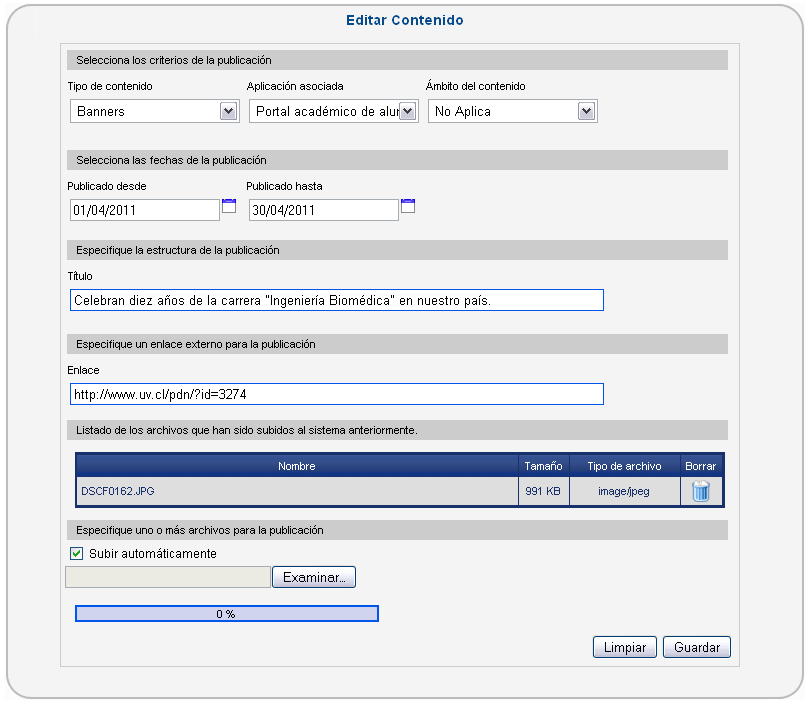 Editar Contenido
Selecciona los criterios de la publicación
Tipo de contenido Aplicación asociada Ámbito del contenido
Banners Portal académico de alur No Aplica
Selecciona las fechas de la publicación
Publicado desde Publicado hasta
01/04/2011 30/04/2011
Especifique la estructura de la publicación
Título
Celebran diez años de la carrera "Ingeniería Biomédica" en nuestro país.
Especifique un enlace externo para la publicación
Enlace
http://www.uv.cl/pdn/?id=3274
Listado de los archivos que han sido subidos al sistema anteriormente.
Nombre Tamaño Tipo de archivo Borrar
DSCF0162.JPG 991 KB image/jpeg
Especifique uno o más archivos para la publicación
Subir automáticamente
Examinar...
0 %
Limpiar Guardar